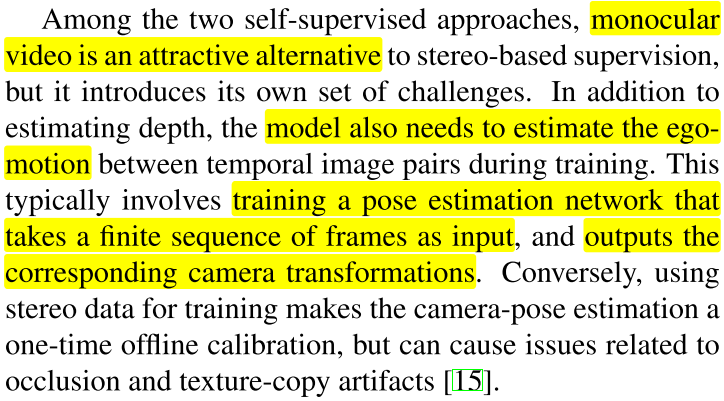 Among the two self-supervised approaches, monocular
video is an attractive alternative to stereo-based supervision,
but it introduces its own set of challenges. In addition to
estimating depth, the model also needs to estimate the ego-
motion between temporal image pairs during training. This
typically involves training a pose estimation network that
takes a finite sequence of frames as input, and outputs the
corresponding camera transformations. Conversely, using
stereo data for training makes the camera-pose estimation a
one-time offline calibration, but can cause issues related to
occlusion and texture-copy artifacts [15].